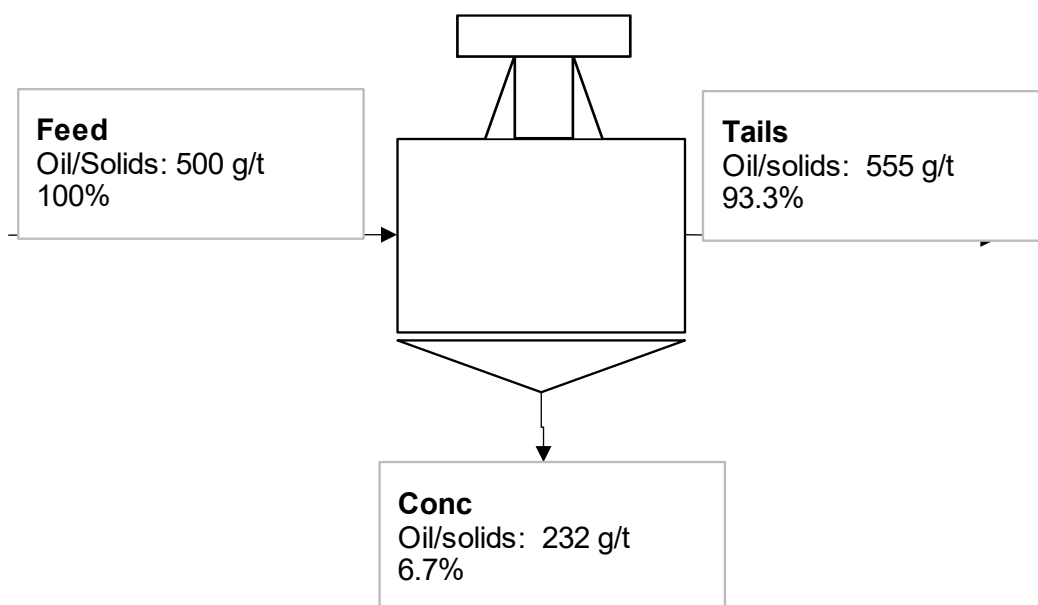 Feed
Oil/Solids: 500 g/t
100%
Tails
Oil/solids:  555 g/t
93.3%
Conc
Oil/solids:  232 g/t
6.7%